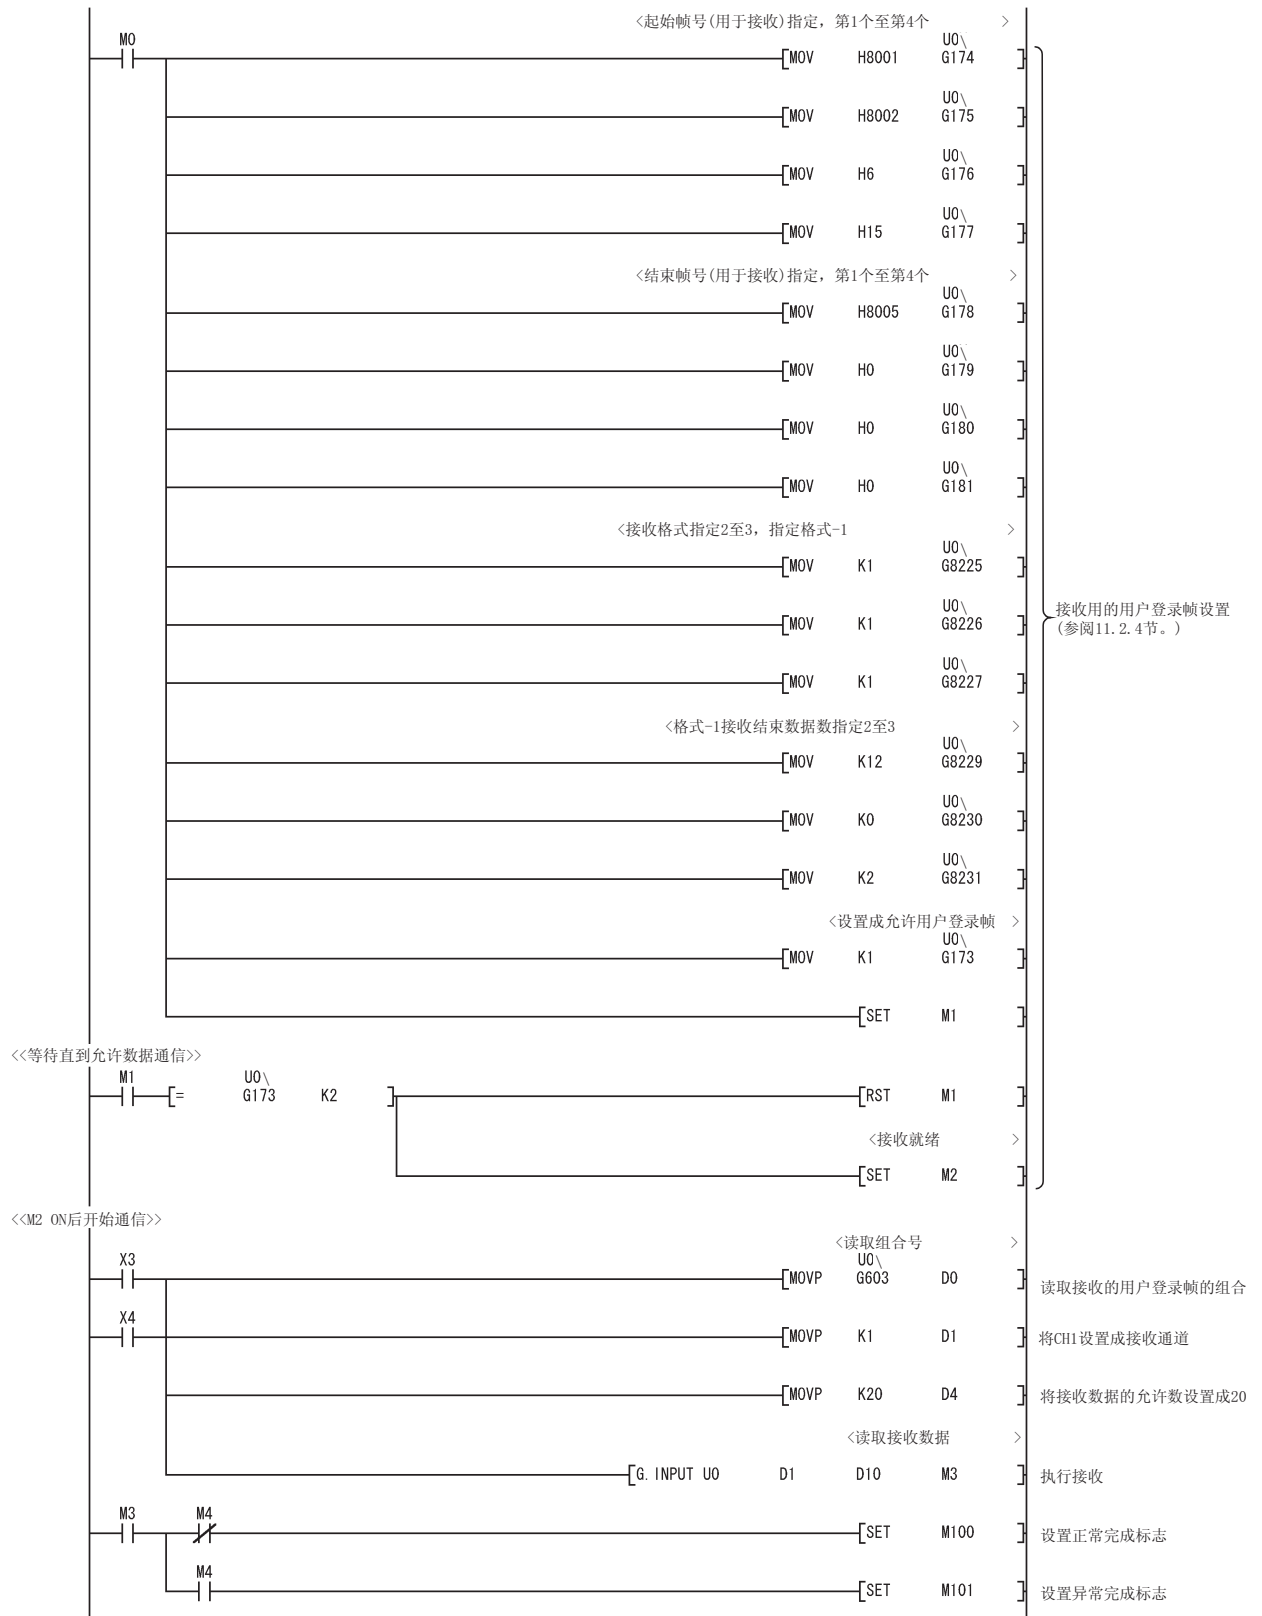 <起始帧号(用于接收)指定，第1个至第4个 >
M0
U0\
[MOV H8001 G174 ]
U0\
[MOV H8002 G175 ]
U0\
[MOV H6 G176 ]
U0\
[MOV H15 G177 ]
<结束帧号(用于接收)指定，第1个至第4个 >
U0\
[MOV H8005 G178 ]
U0\
[MOV H0 G179 ]
U0\
[MOV H0 G180 ]
U0\
[MOV H0 G181 ]
<接收格式指定2至3，指定格式-1 >
U0\
[MOV K1 G8225 ]
U0\
[MOV K1 G8226 ]
接收用的用户登录帧设置
(参阅11.2.4节。)
U0\
[MOV K1 G8227 ]
<格式-1接收结束数据数指定2至3 >
U0\
[MOV K12 G8229 ]
U0\
[MOV K0 G8230 ]
U0\
[MOV K2 G8231 ]
<设置成允许用户登录帧 >
U0\
[MOV K1 G173 ]
[SET M1 ]
<<等待直到允许数据通信>>
M1 U0\
[= G173 K2 ] [RST M1 ]
<接收就绪 >
[SET M2 ]
<<M2 ON后开始通信>>
<读取组合号 >
X3 U0\
[MOVP G603 D0 ] 读取接收的用户登录帧的组合
X4
[MOVP K1 D1 ] 将CH1设置成接收通道
[MOVP K20 D4 ] 将接收数据的允许数设置成20
<读取接收数据 >
[G.INPUT U0 D1 D10 M3 ] 执行接收
M3 M4
[SET M100 ] 设置正常完成标志
M4
[SET M101 ] 设置异常完成标志